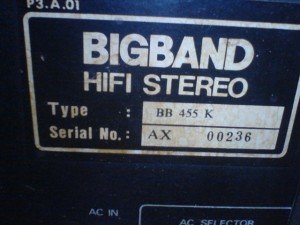 P3.A.01
BIGBAND
HIFI STEREO
Type : BB 455 K
Serial No.: AX 00236
AC IN
AC SELECTOR